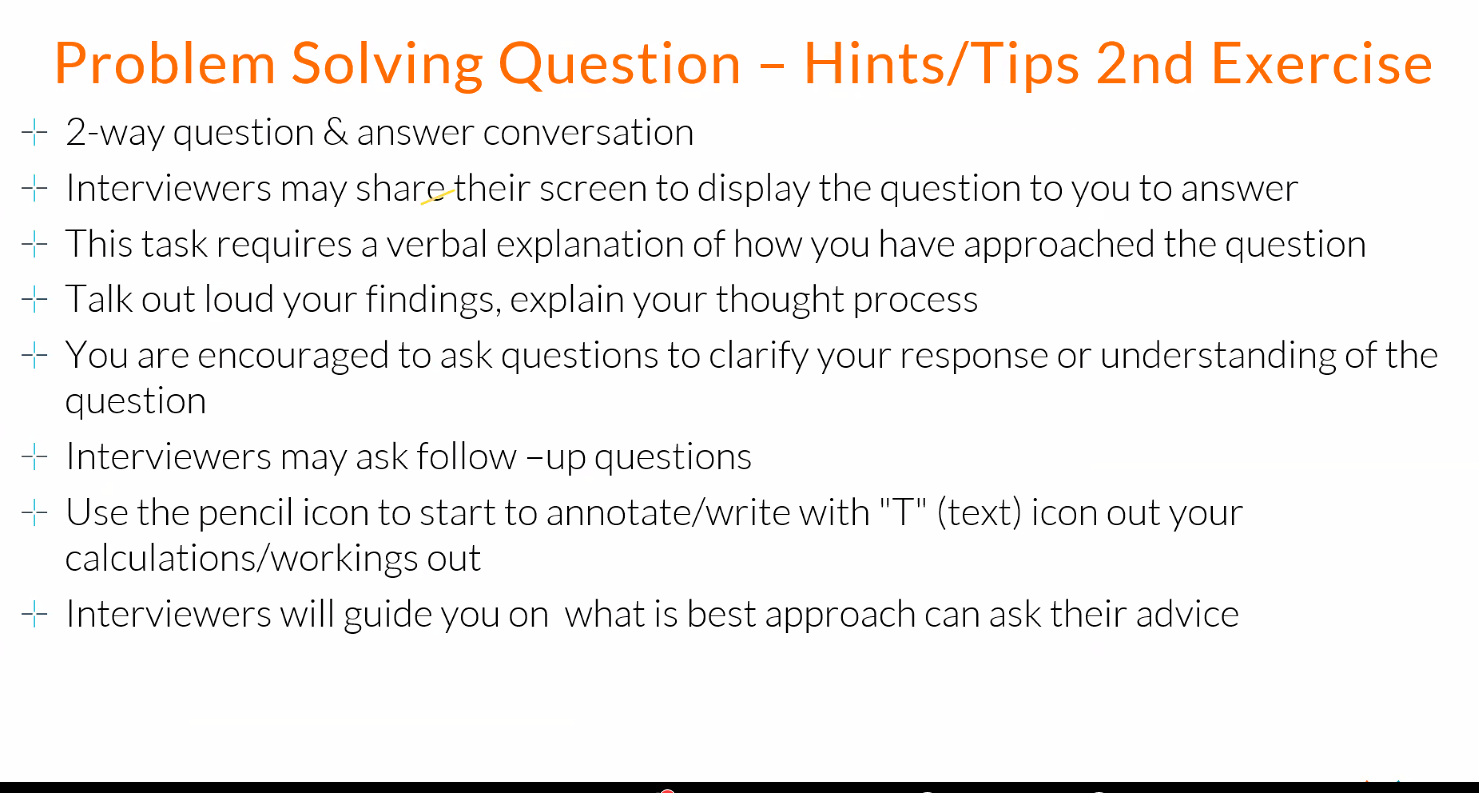 Problem Solving Question – Hints/Tips 2nd Exercise
2-way question & answer conversation
Interviewers may share their screen to display the question to you to answer
This task requires a verbal explanation of how you have approached the question
Talk out loud your findings, explain your thought process
You are encouraged to ask questions to clarify your response or understanding of the
question
Interviewers may ask follow –up questions
Use the pencil icon to start to annotate/write with "T" (text) icon out your
calculations/workings out
Interviewers will guide you on  what is best approach can ask their advice